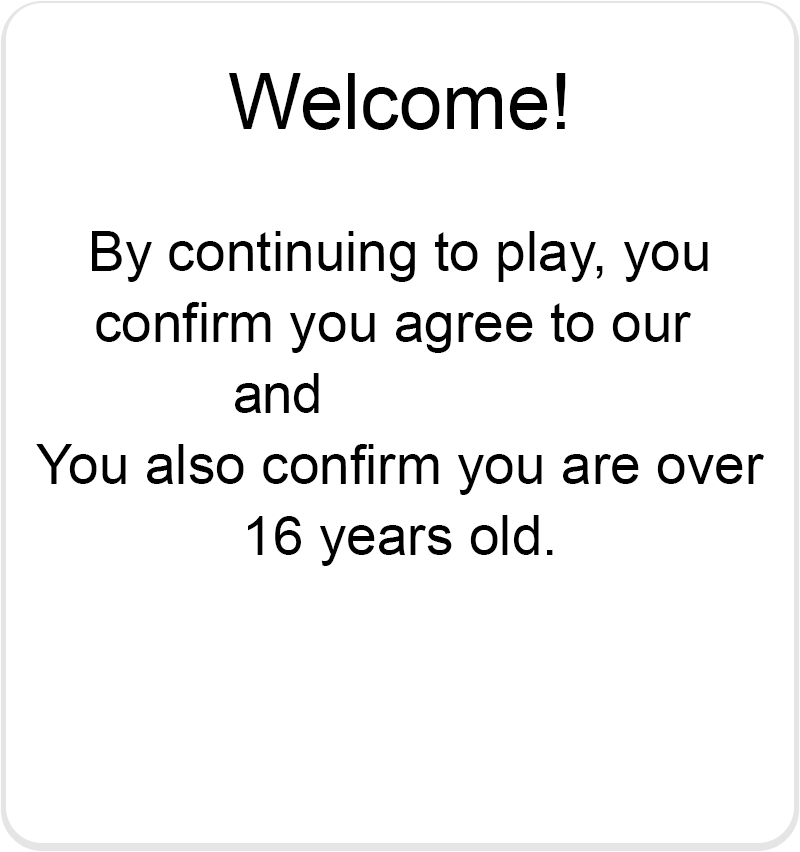 Welcome!
By continuing to play, you
confirm you agree to our
and
You also confirm you are over
16 years old.